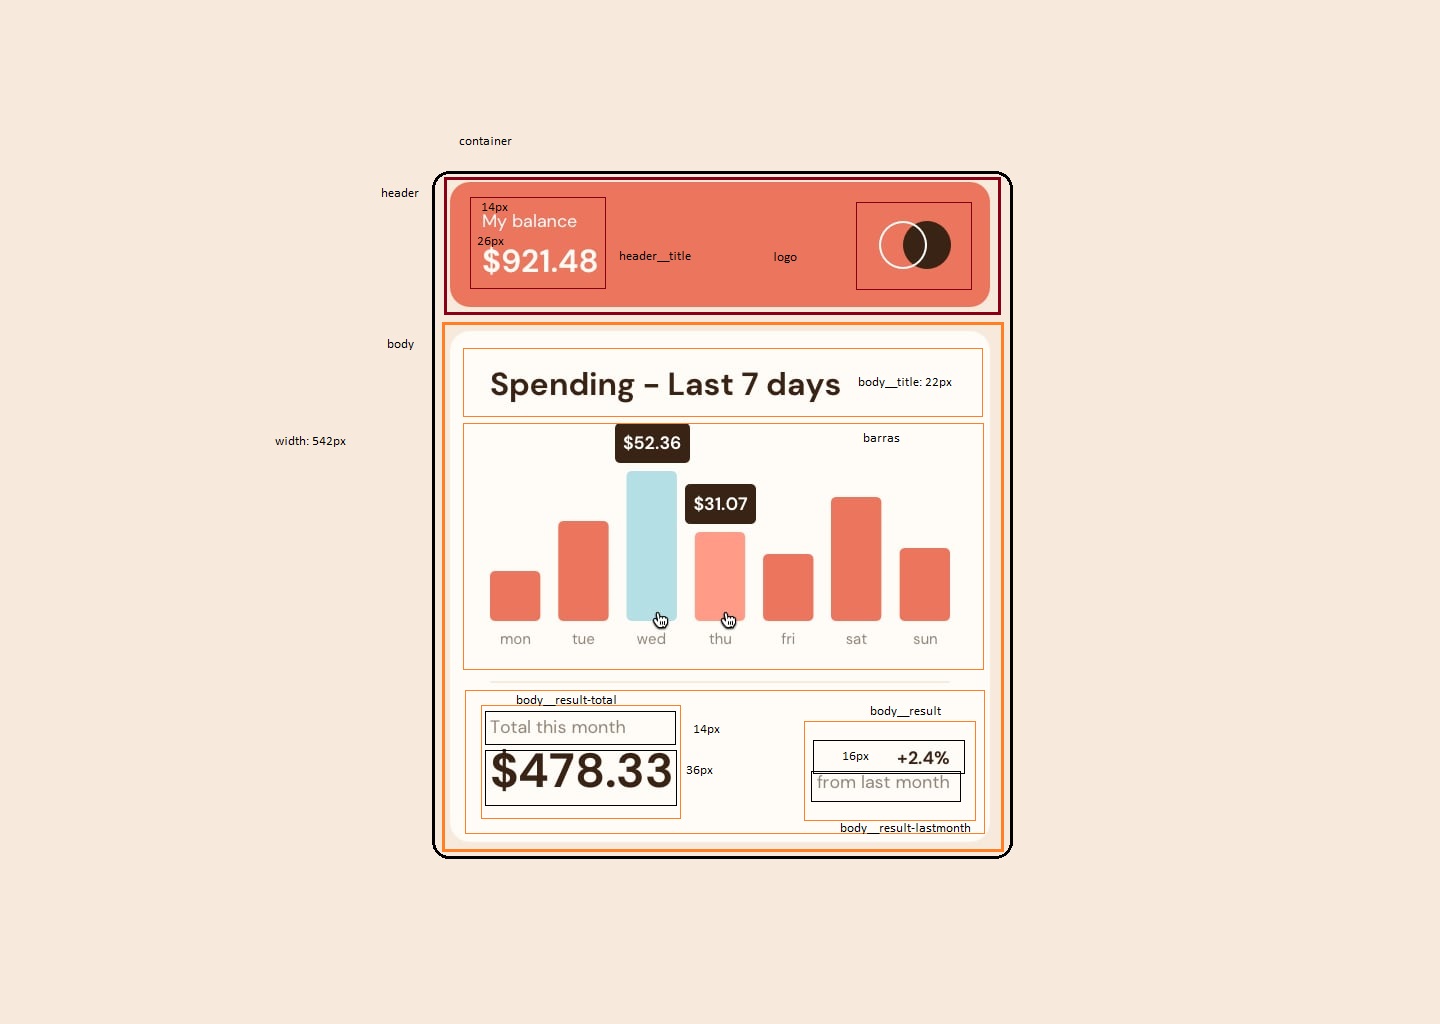 container
header
14px
My balance
26px
$921.48
header__title
logo
body
Spending - Last 7 days
body__title: 22px
width: 542px
barras
$52.36
$31.07
mon
tue
wed
thu
fri
sat
sun
body__result-total
body__result
Total this month
14px
$478.33
36px
16px
+2.4%
from last month
body__result-lastmonth